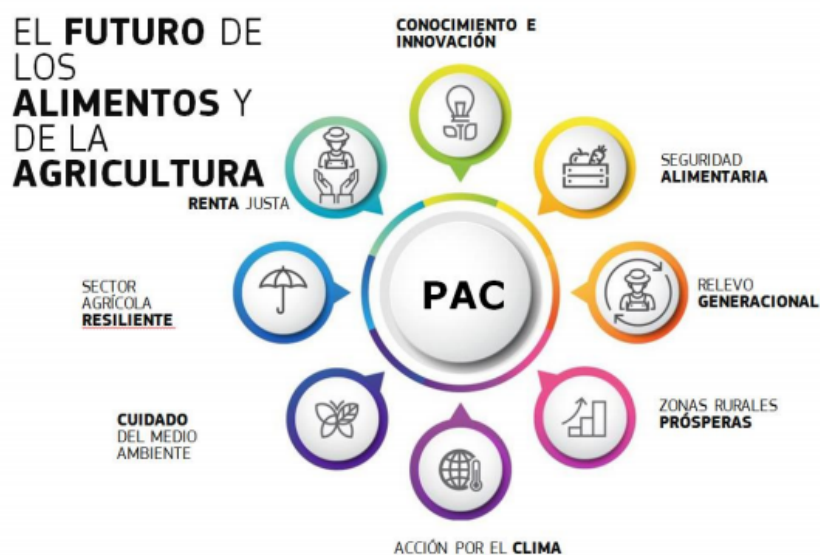 EL FUTURO DE
LOS
ALIMENTOS Y
DE LA
AGRICULTURA
CONOCIMIENTO E
INNOVACIÓN
SEGURIDAD
ALIMENTARIA
RELEVO
GENERACIONAL
ZONAS RURALES
PRÓSPERAS
ACCIÓN POR EL CLIMA
CUIDADO
DEL MEDIO
AMBIENTE
SECTOR
AGRÍCOLA
RESILIENTE
RENTA JUSTA
PAC